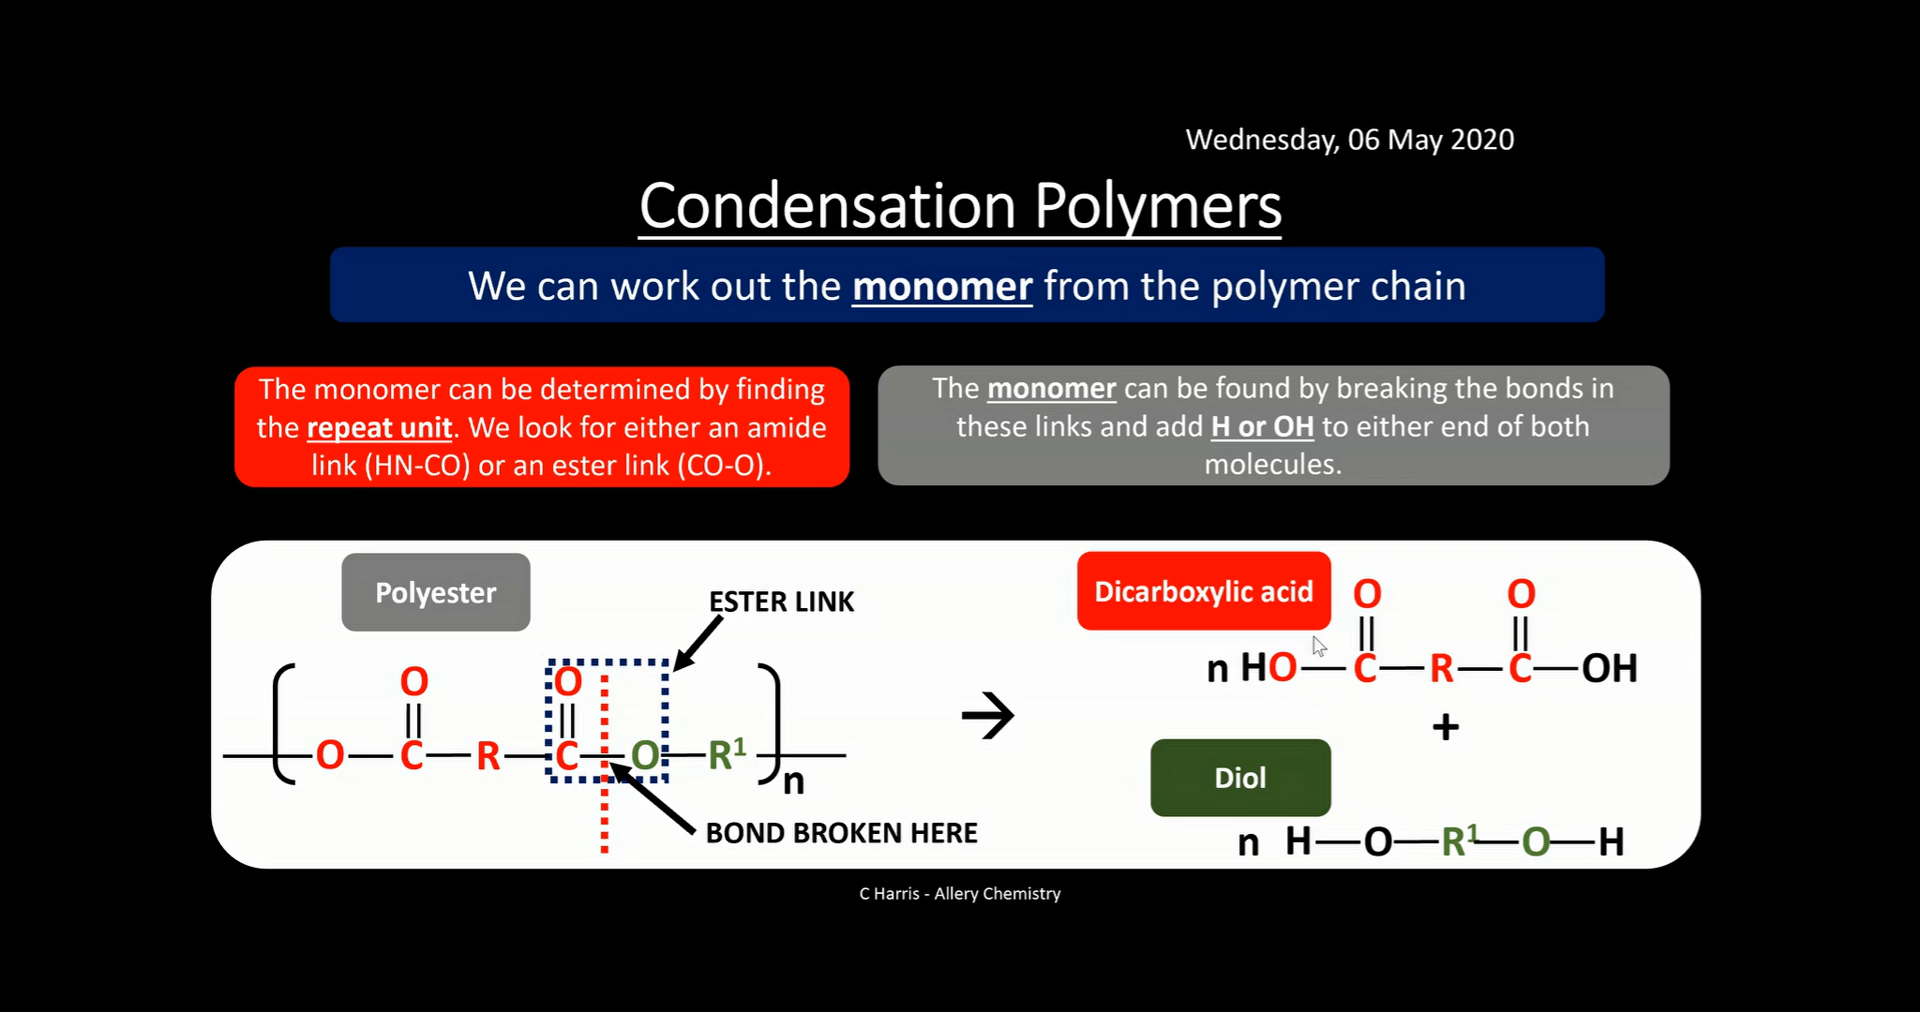 Wednesday, 06 May 2020
Condensation Polymers
We can work out the monomer from the polymer chain
The monomer can be determined by finding
the repeat unit. We look for either an amide
link (HN-CO) or an ester link (CO-O).
The monomer can be found by breaking the bonds in
these links and add H or OH to either end of both
molecules.
Polyester
ESTER LINK
O O
O C R C O R¹
n
BOND BROKEN HERE
Dicarboxylic acid
O O
n HO C R C OH
+
Diol
n H O R¹ O H
C Harris - Allery Chemistry